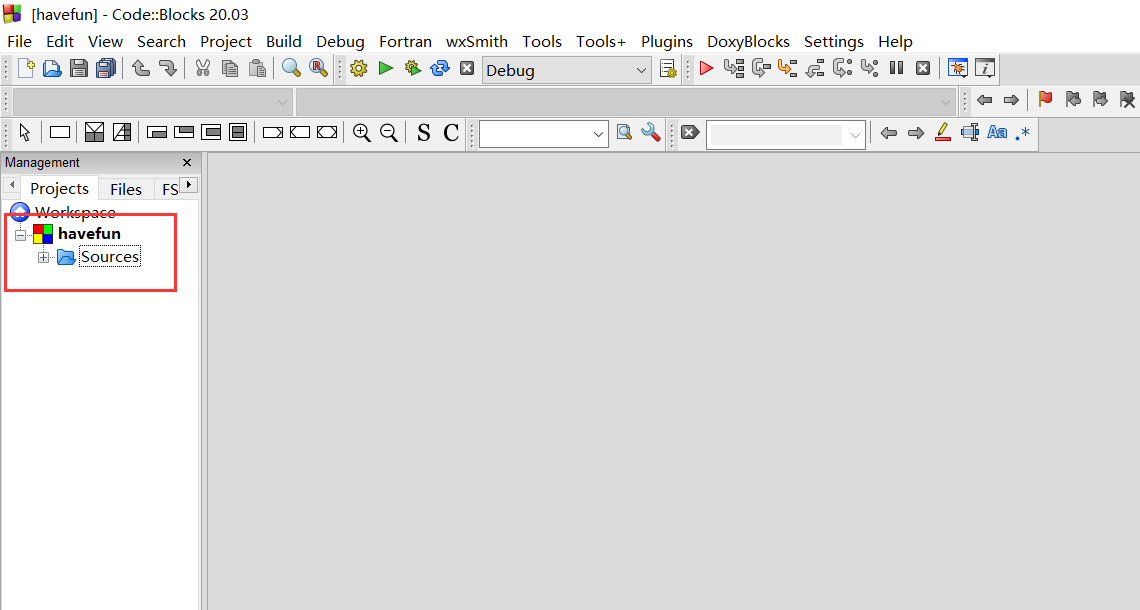 [havefun] - Code::Blocks 20.03
File Edit View Search Project Build Debug Fortran wxSmith Tools Tools+ Plugins DoxyBlocks Settings Help
Debug
S C
Aa .*
Management
Projects Files FS
Workspace
havefun
Sources